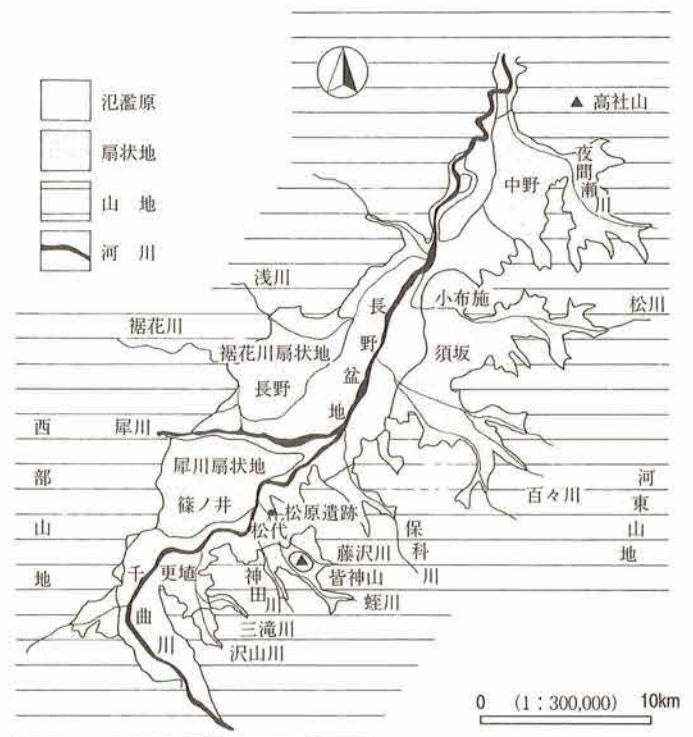 氾濫原
扇状地
山地
河川
高社山
夜間瀬川
中野
浅川
小布施
松川
裾花川
長野盆地
裾花川扇状地
須坂
長野
西部山地
犀川
犀川扇状地
河東山地
百々川
篠ノ井
松原遺跡
松代
保科川
藤沢川
皆神山
千曲川
更埴
神田川
蛭川
三滝川
沢山川
0 (1:300,000) 10km